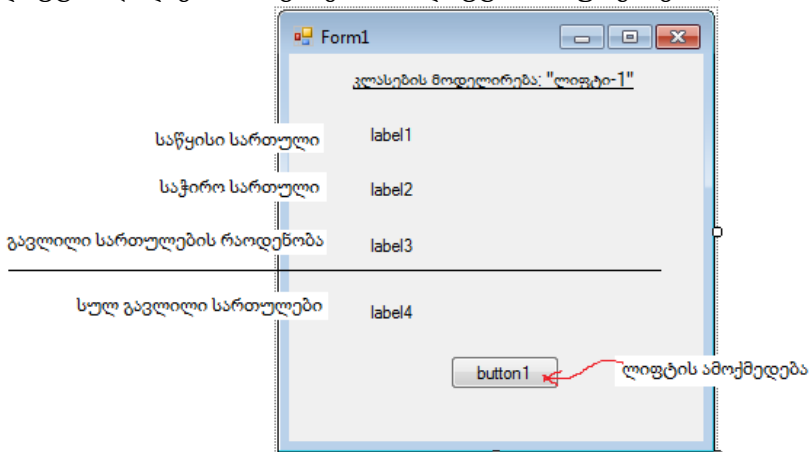 Form1
კლასების მოდელირება: "ლიფტი-1"
საწყისი სართული label1
საჭირო სართული label2
გავლილი სართულების რაოდენობა label3
სულ გავლილი სართულები label4
button1 ლიფტის ამოქმედება